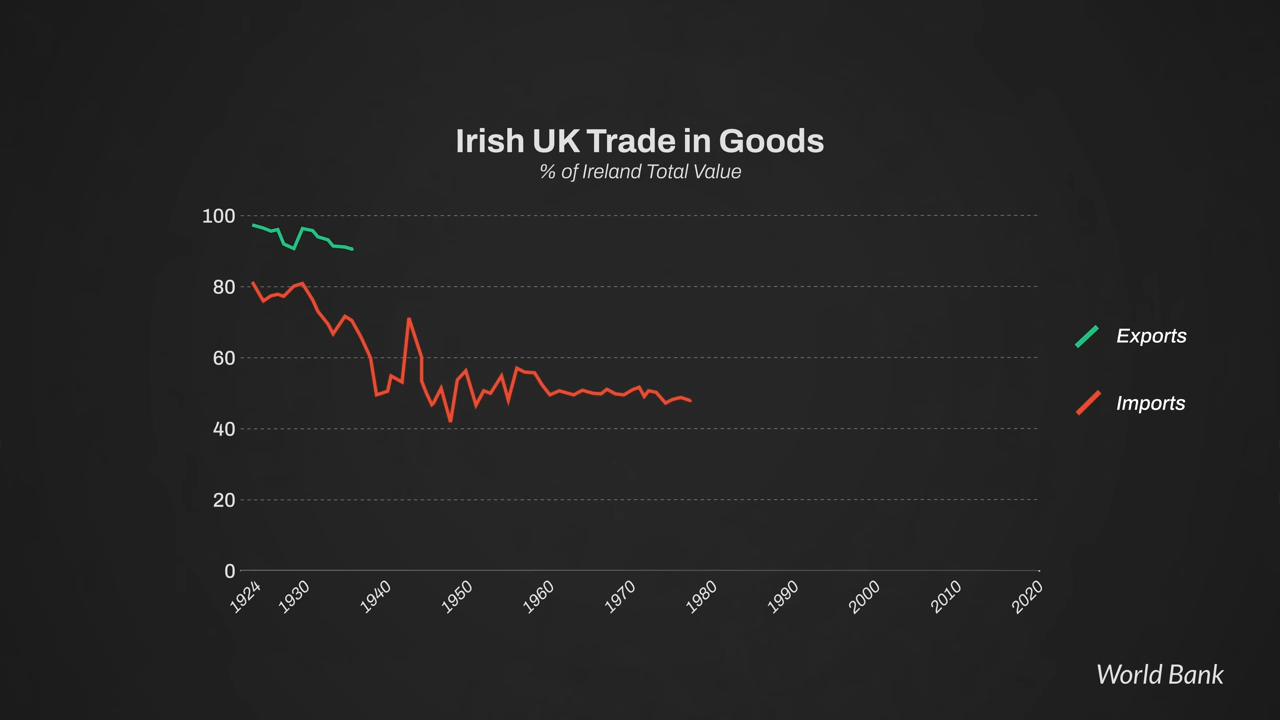 Irish UK Trade in Goods
% of Ireland Total Value
100
80
60
40
20
0
1924 1930 1940 1950 1960 1970 1980 1990 2000 2010 2020
Exports
Imports
World Bank